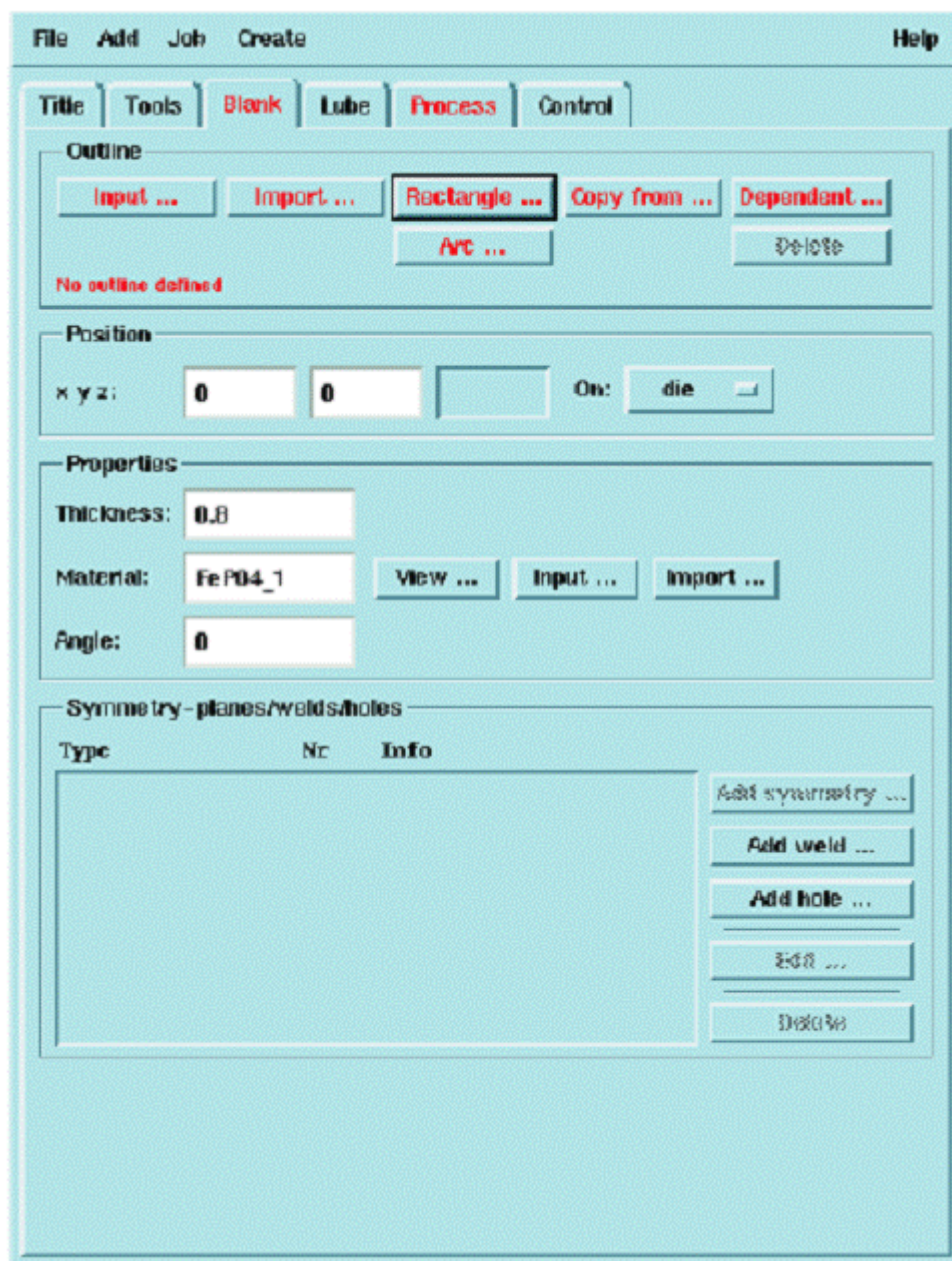 File Add Job Create Help
Title Tools Blank Lube Process Control
Outline
Input ... Import ... Rectangle ... Copy from ... Dependent ...
Arc ... Delete
No outline defined
Position
x y z: 0 0 On: die
Properties
Thickness: 0.8
Material: FeP04_1 View ... Input ... Import ...
Angle: 0
Symmetry-planes/welds/holes
Type Nr Info
Add symmetry ...
Add weld ...
Add hole ...
Edit ...
Delete